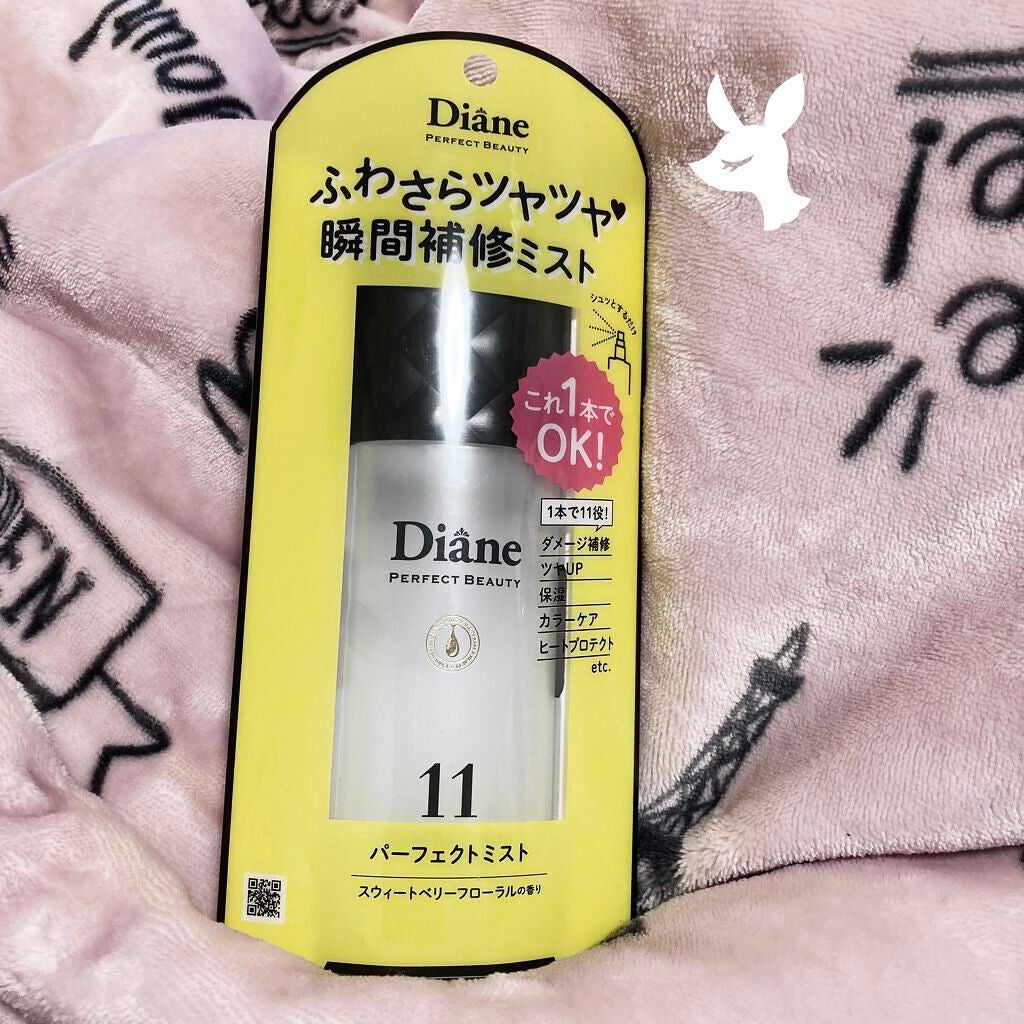 Diane
PERFECT BEAUTY
ふわさらツヤツヤ♥
瞬間補修ミスト
シュッとするだけ
これ1本で
OK!
1本で11役!
ダメージ補修
ツヤUP
保湿
カラーケア
ヒートプロテクト
etc.
Diane
PERFECT BEAUTY
11
パーフェクトミスト
スウィートベリーフローラルの香り